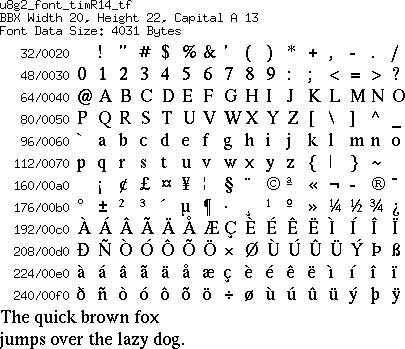 u8g2_font_timR14_tf
BBX Width 20, Height 22, Capital A 13
Font Data Size: 4031 Bytes
32/0020 ! " # $ % & ' ( ) * + , - . /
48/0030 0 1 2 3 4 5 6 7 8 9 : ; < = > ?
64/0040 @ A B C D E F G H I J K L M N O
80/0050 P Q R S T U V W X Y Z [ \ ] ^ _
96/0060 ` a b c d e f g h i j k l m n o
112/0070 p q r s t u v w x y z { | } ~
160/00a0 ¡ ¢ £ ¤ ¥ ¦ § ¨ © ª « ¬ - ® ¯
176/00b0 ° ± ² ³ ´ µ ¶ · ¸ ¹ º » ¼ ½ ¾ ¿
192/00c0 À Á Â Ã Ä Å Æ Ç È É Ê Ë Ì Í Î Ï
208/00d0 Ð Ñ Ò Ó Ô Õ Ö × Ø Ù Ú Û Ü Ý Þ ß
224/00e0 à á â ã ä å æ ç è é ê ë ì í î ï
240/00f0 ð ñ ò ó ô õ ö ÷ ø ù ú û ü ý þ ÿ
The quick brown fox
jumps over the lazy dog.